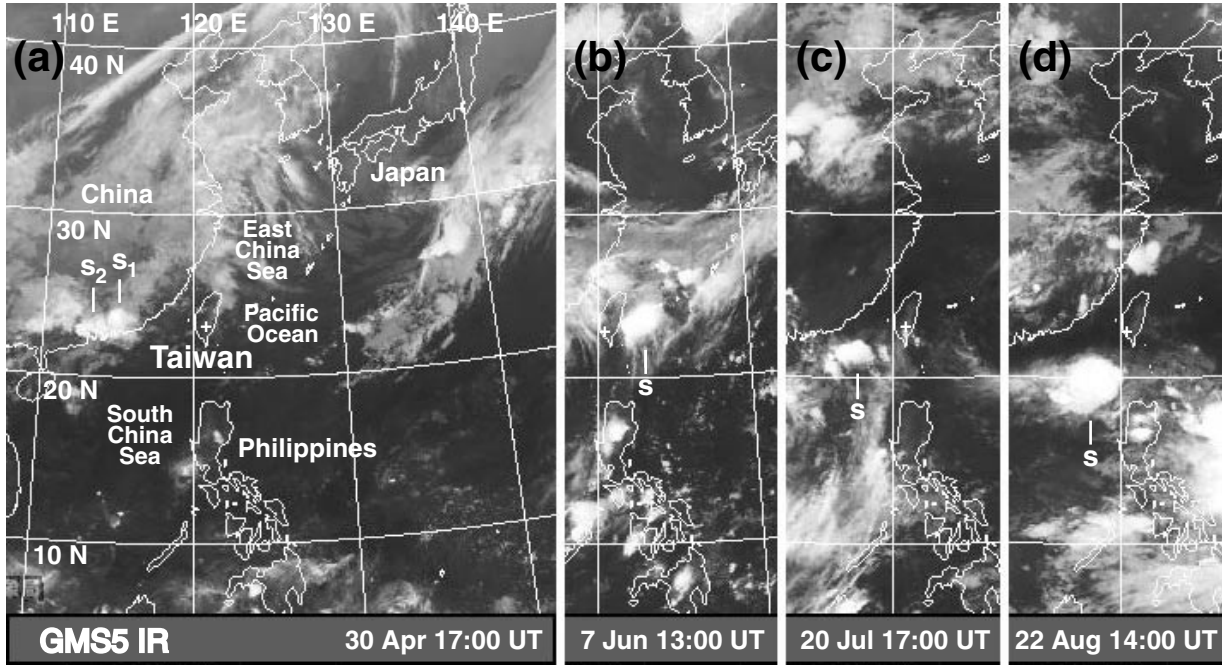 110 E 120 E 130 E 140 E
(a)
40 N
China
Japan
30 N
East
China
Sea
s2 s1
Pacific
Ocean
Taiwan
20 N
South
China
Sea
Philippines
10 N
GMS5 IR 30 Apr 17:00 UT
(b)
s
7 Jun 13:00 UT
(c)
s
20 Jul 17:00 UT
(d)
s
22 Aug 14:00 UT